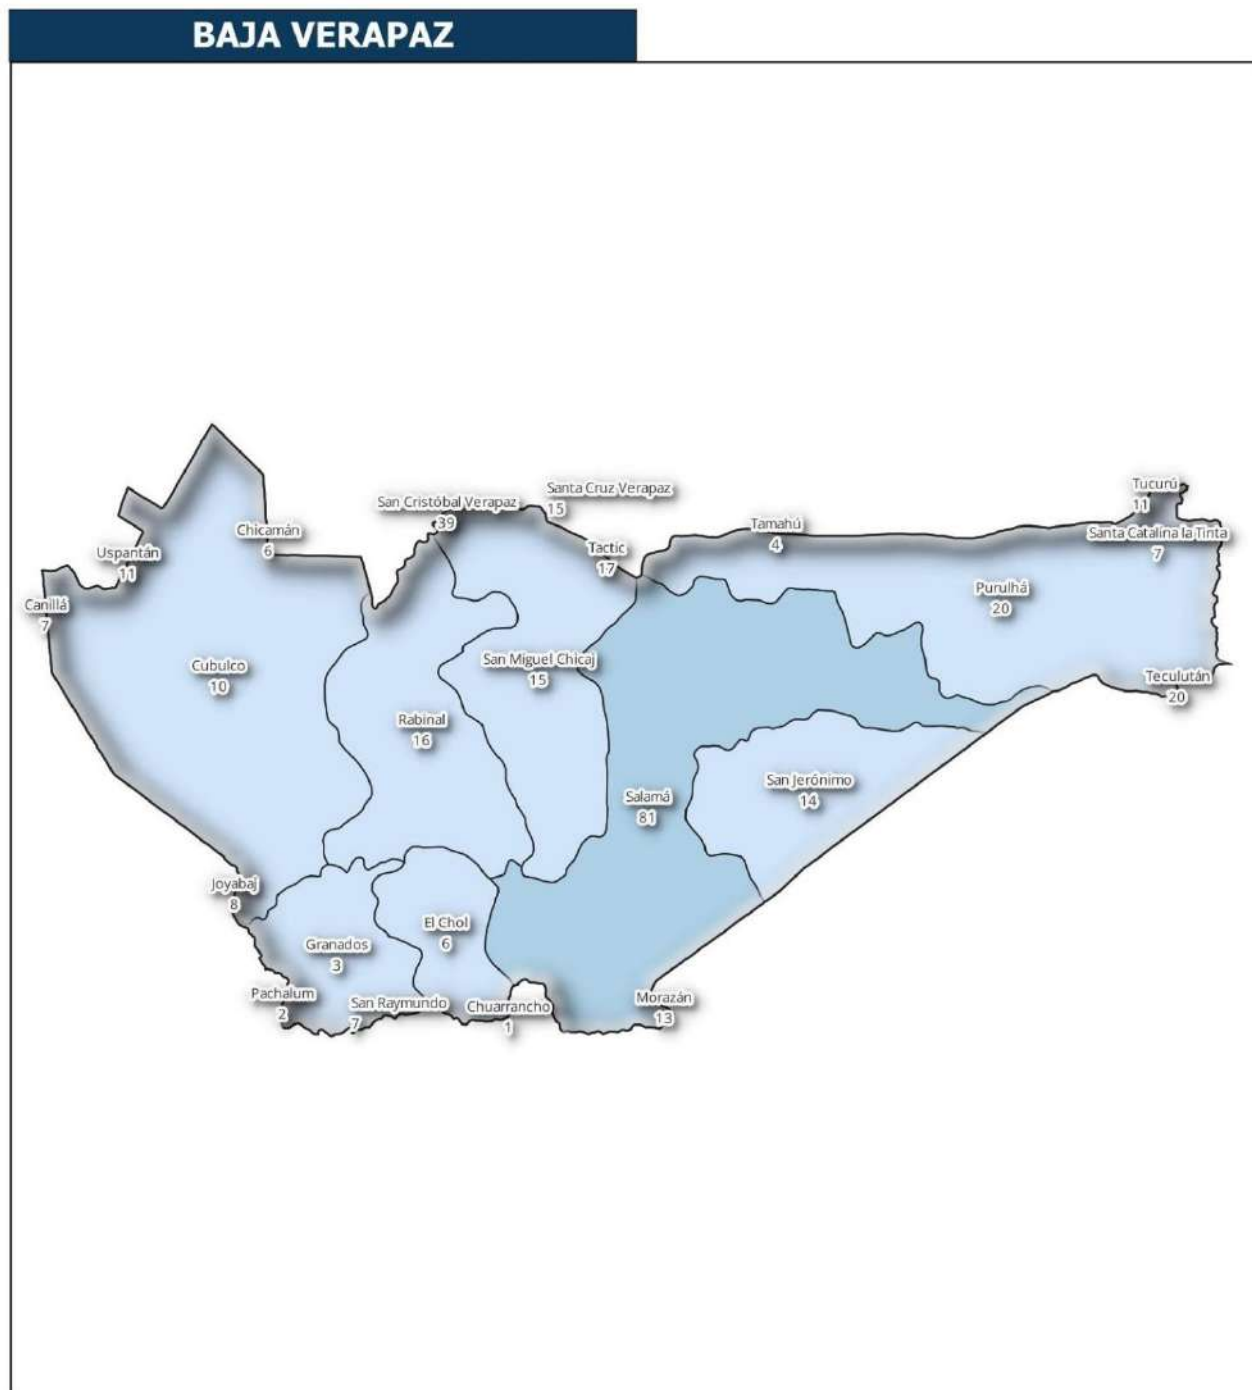 BAJA VERAPAZ
Tucurú
11
Santa Cruz Verapaz
15
San Cristóbal Verapaz
39
Tamahú
4
Chicamán
6
Santa Catalina la Tinta
7
Uspantán
11
Tactic
17
Purulhá
20
Canillá
7
San Miguel Chicaj
15
Cubulco
10
Teculután
20
Rabinal
16
San Jerónimo
14
Salamá
81
Joyabaj
8
El Chol
6
Granados
3
Pachalum
2
San Raymundo
7
Chuarrancho
1
Morazán
13